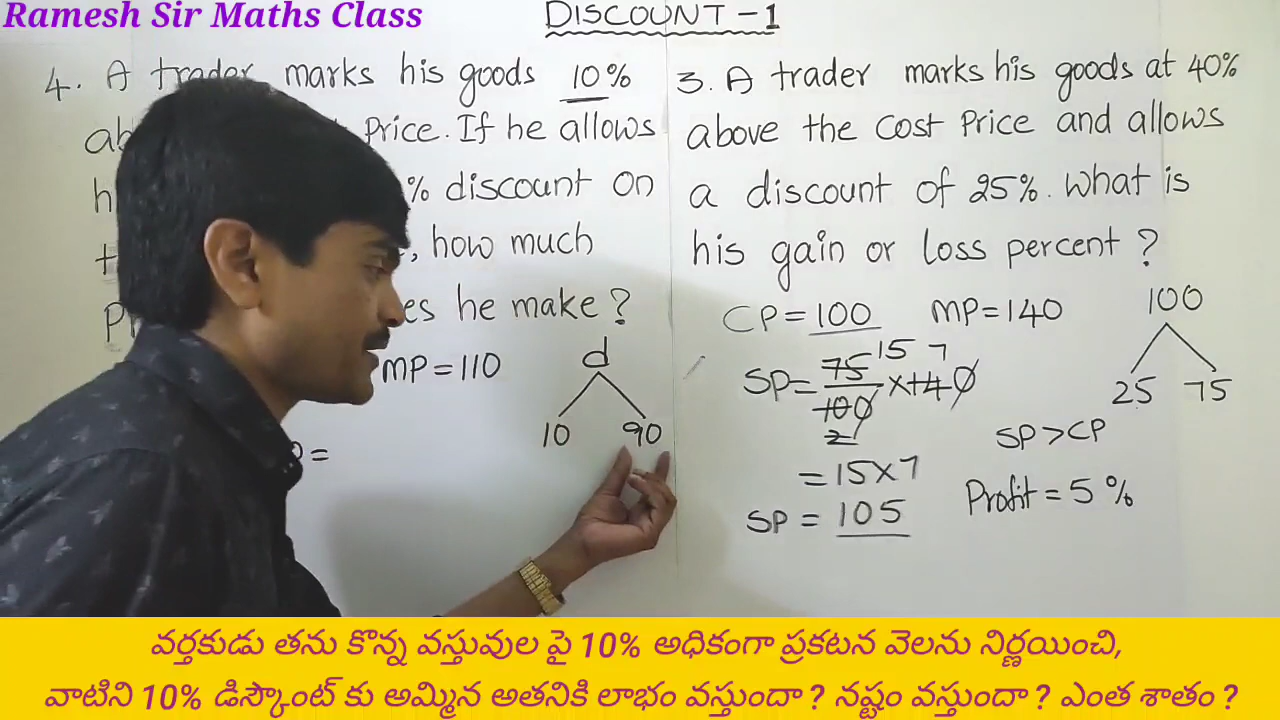 Ramesh Sir Maths Class
DISCOUNT-1
4. A trader marks his goods 10%
Price. If he allows
% discount on
, how much
he make?
MP=110
d
10 90
=
3. A trader marks his goods at 40%
above the cost Price and allows
a discount of 25%. What is
his gain or loss percent?
CP=100 MP=140
100
25 75
SP=75/100×140
15 7
2
=15×7
SP = 105
SP>CP
Profit = 5%
వర్తకుడు తను కొన్న వస్తువుల పై 10% అధికంగా ప్రకటన వెలను నిర్ణయించి,
వాటిని 10% డిస్కౌంట్ కు అమ్మిన అతనికి లాభం వస్తుందా ? నష్టం వస్తుందా ? ఎంత శాతం ?